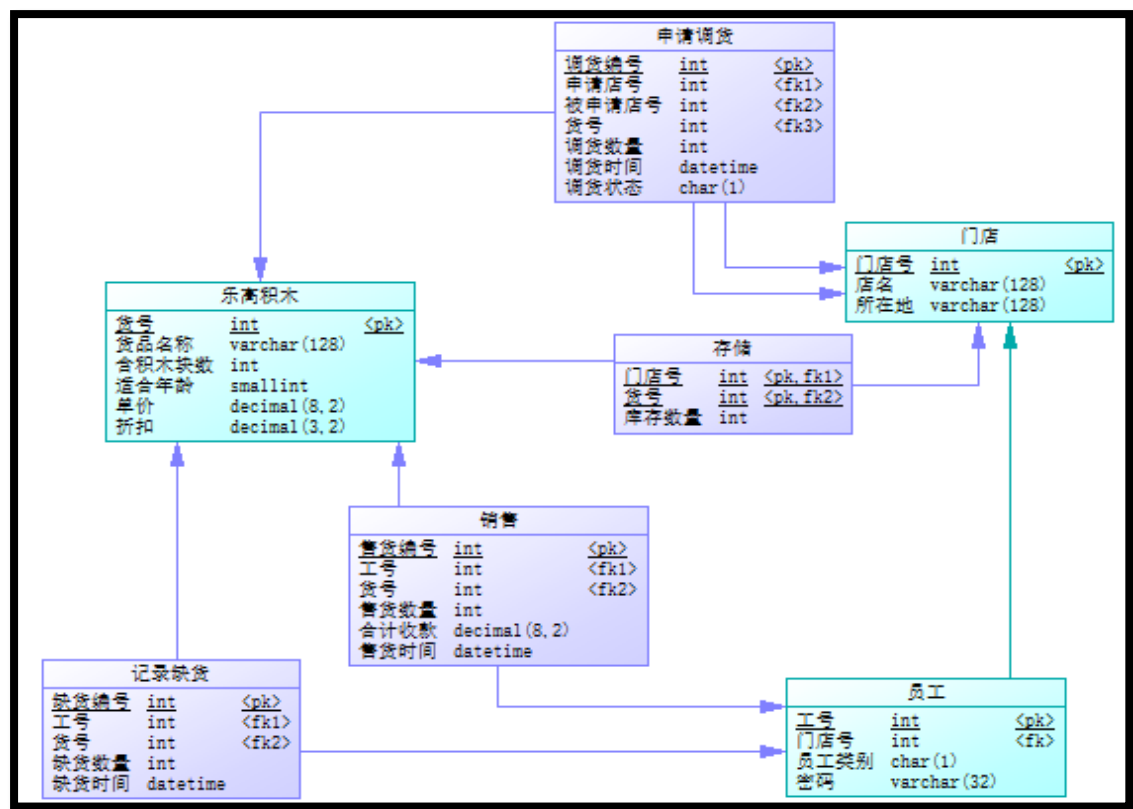 申请调货
调货编号 int <pk>
申请店号 int <fk1>
被申请店号 int <fk2>
货号 int <fk3>
调货数量 int
调货时间 datetime
调货状态 char(1)
门店
门店号 int <pk>
店名 varchar(128)
所在地 varchar(128)
乐高积木
货号 int <pk>
货品名称 varchar(128)
含积木块数 int
适合年龄 smallint
单价 decimal(8,2)
折扣 decimal(3,2)
存储
门店号 int <pk,fk1>
货号 int <pk,fk2>
库存数量 int
销售
售货编号 int <pk>
工号 int <fk1>
货号 int <fk2>
售货数量 int
合计收款 decimal(8,2)
售货时间 datetime
记录缺货
缺货编号 int <pk>
工号 int <fk1>
货号 int <fk2>
缺货数量 int
缺货时间 datetime
员工
工号 int <pk>
门店号 int <fk>
员工类别 char(1)
密码 varchar(32)